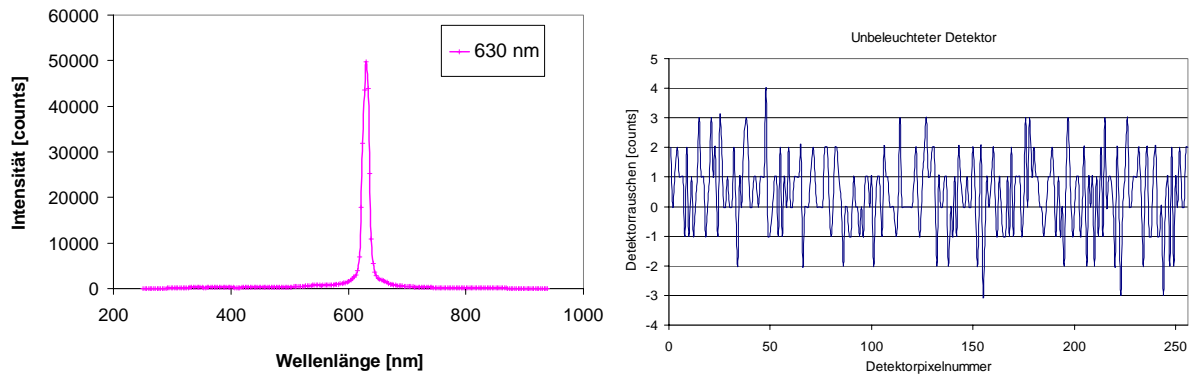 60000
50000
40000
30000
20000
10000
0
Intensität [counts]
630 nm
200 400 600 800 1000
Wellenlänge [nm]
Unbeleuchteter Detektor
5
4
3
2
1
0
-1
-2
-3
-4
Detektorrauschen [counts]
0 50 100 150 200 250
Detektorpixelnummer